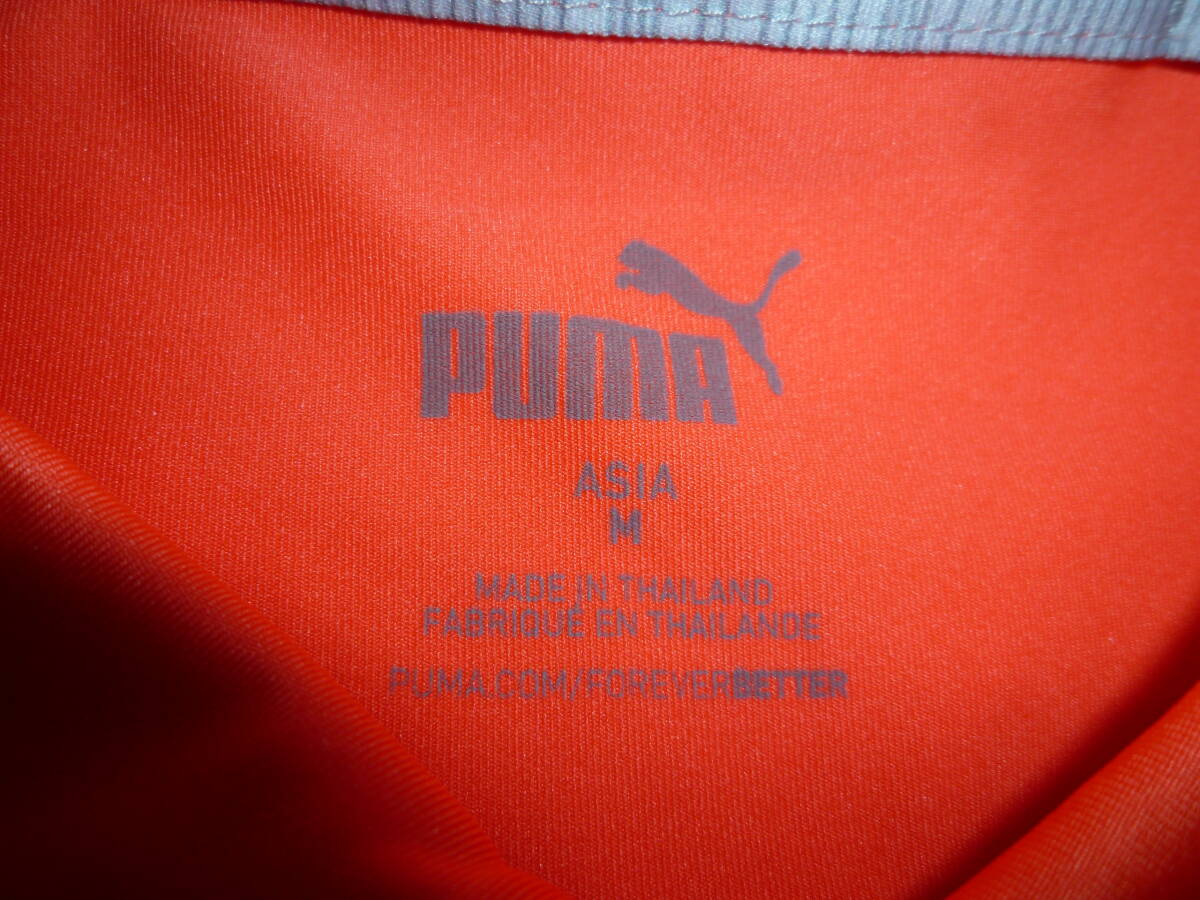 PUMA
ASIA
M
MADE IN THAILAND
FABRIQUÉ EN THAILANDE
PUMA.COM/FOREVERBETTER